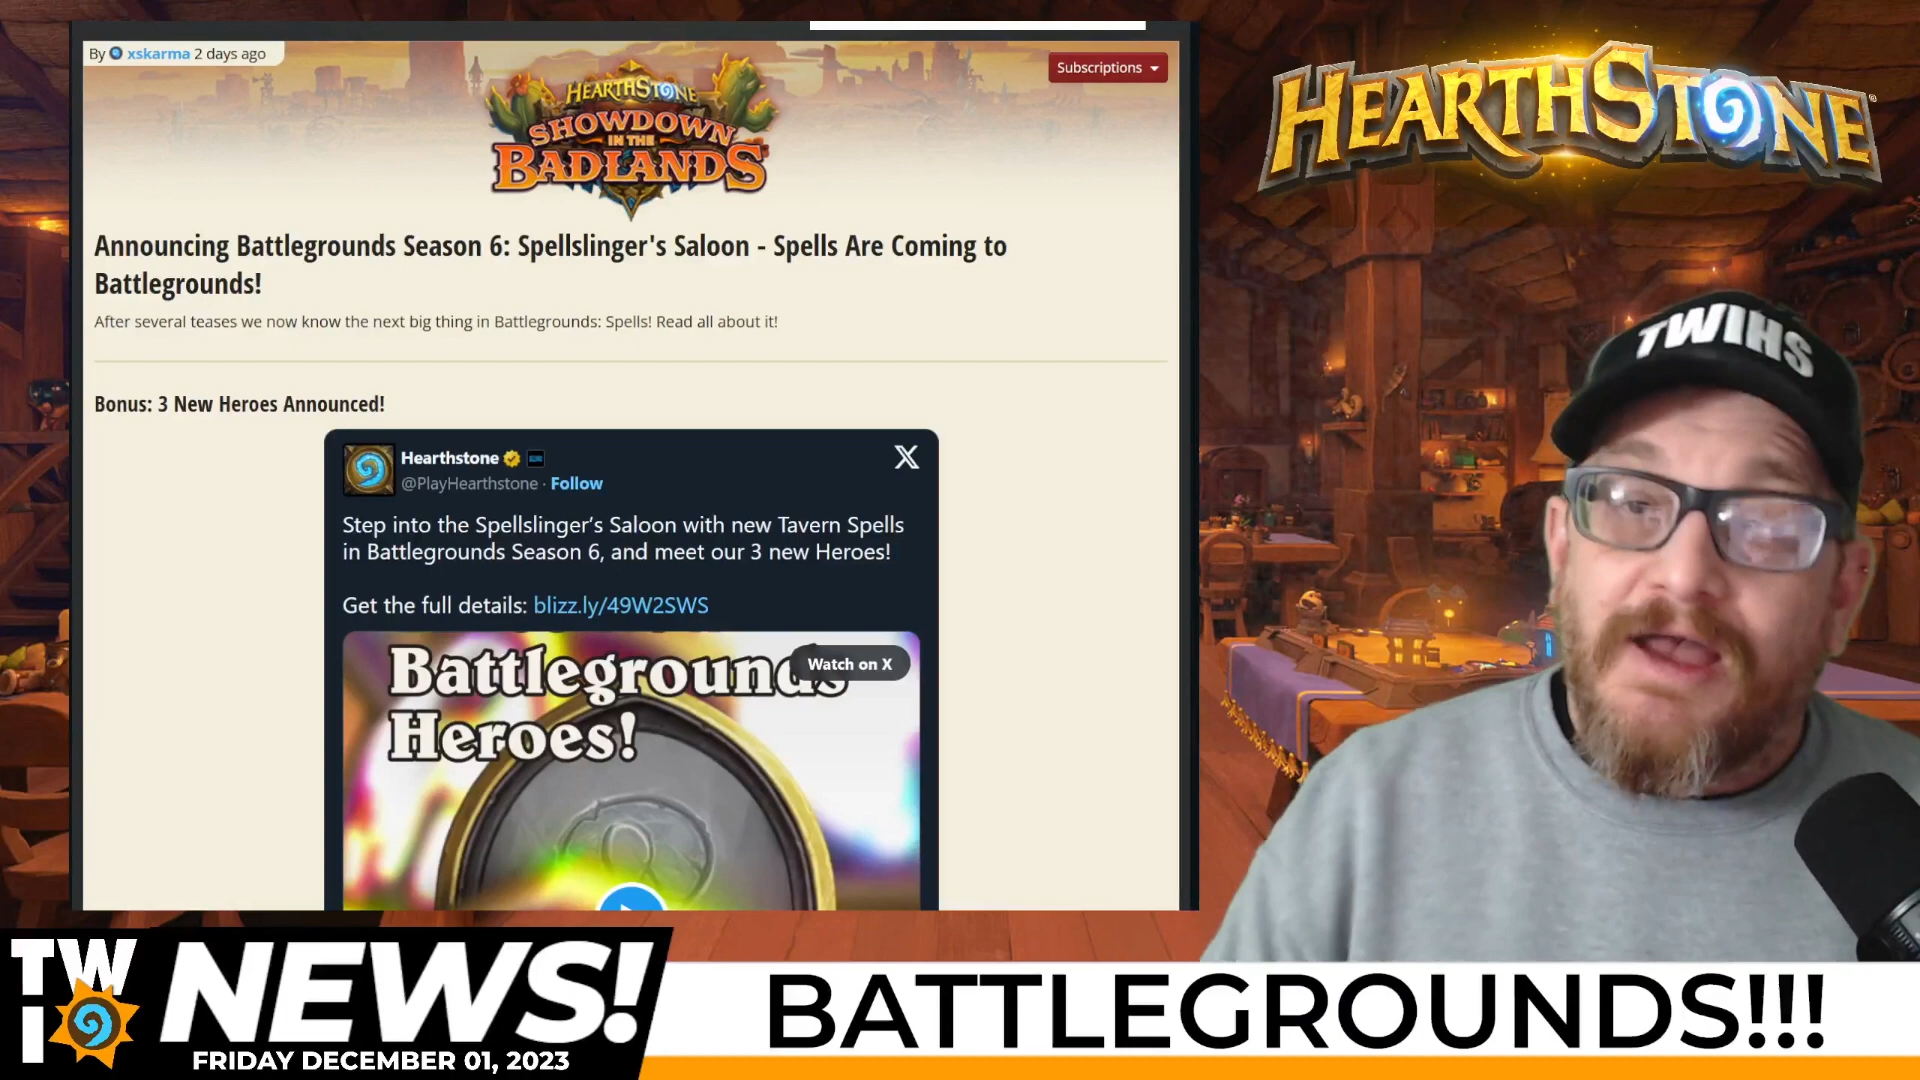 By xskarma 2 days ago
Subscriptions
HEARTHSTONE
SHOWDOWN
IN THE
BADLANDS
Announcing Battlegrounds Season 6: Spellslinger's Saloon - Spells Are Coming to
Battlegrounds!
After several teases we now know the next big thing in Battlegrounds: Spells! Read all about it!
Bonus: 3 New Heroes Announced!
Hearthstone
X
@PlayHearthstone · Follow
Step into the Spellslinger’s Saloon with new Tavern Spells
in Battlegrounds Season 6, and meet our 3 new Heroes!
Get the full details: blizz.ly/49W2SWS
Battlegrounds
Watch on X
Heroes!
HEARTHSTONE
TWIHS
TW
I
NEWS!
FRIDAY DECEMBER 01, 2023
BATTLEGROUNDS!!!